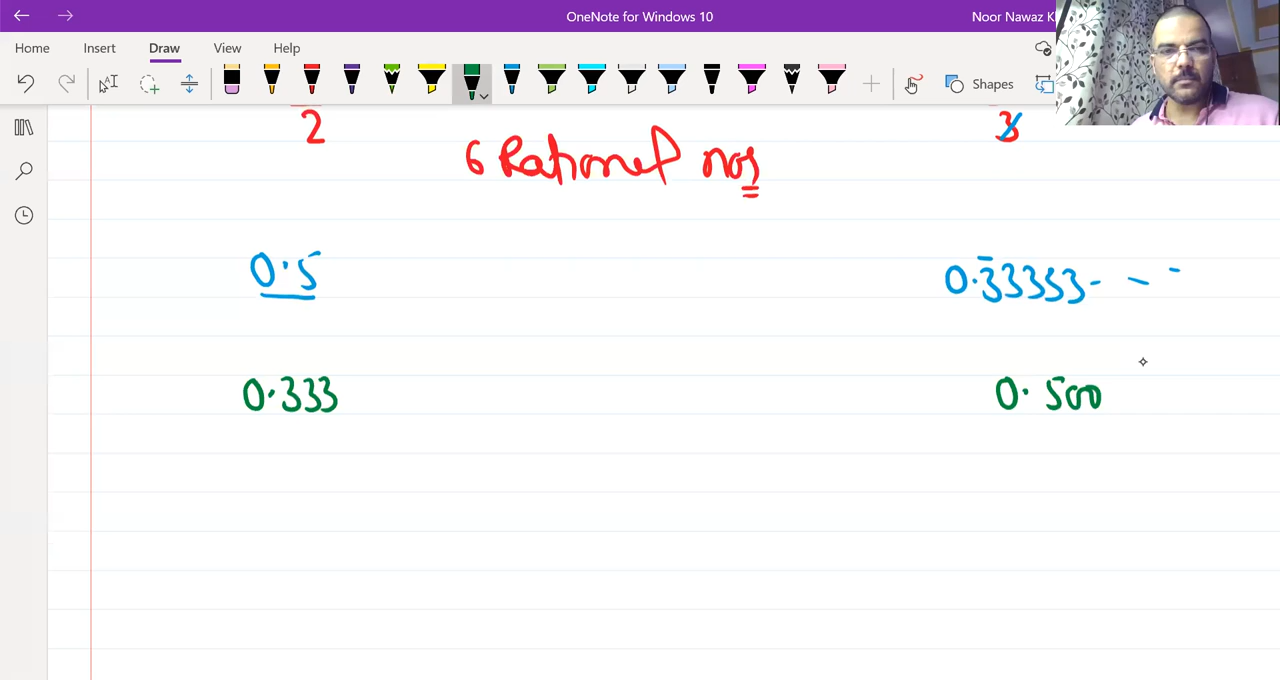 OneNote for Windows 10
Noor Nawaz K
Home Insert Draw View Help
Shapes
2
3
6 Rational nos
0.5
0.33333- - -
0.333
0.500